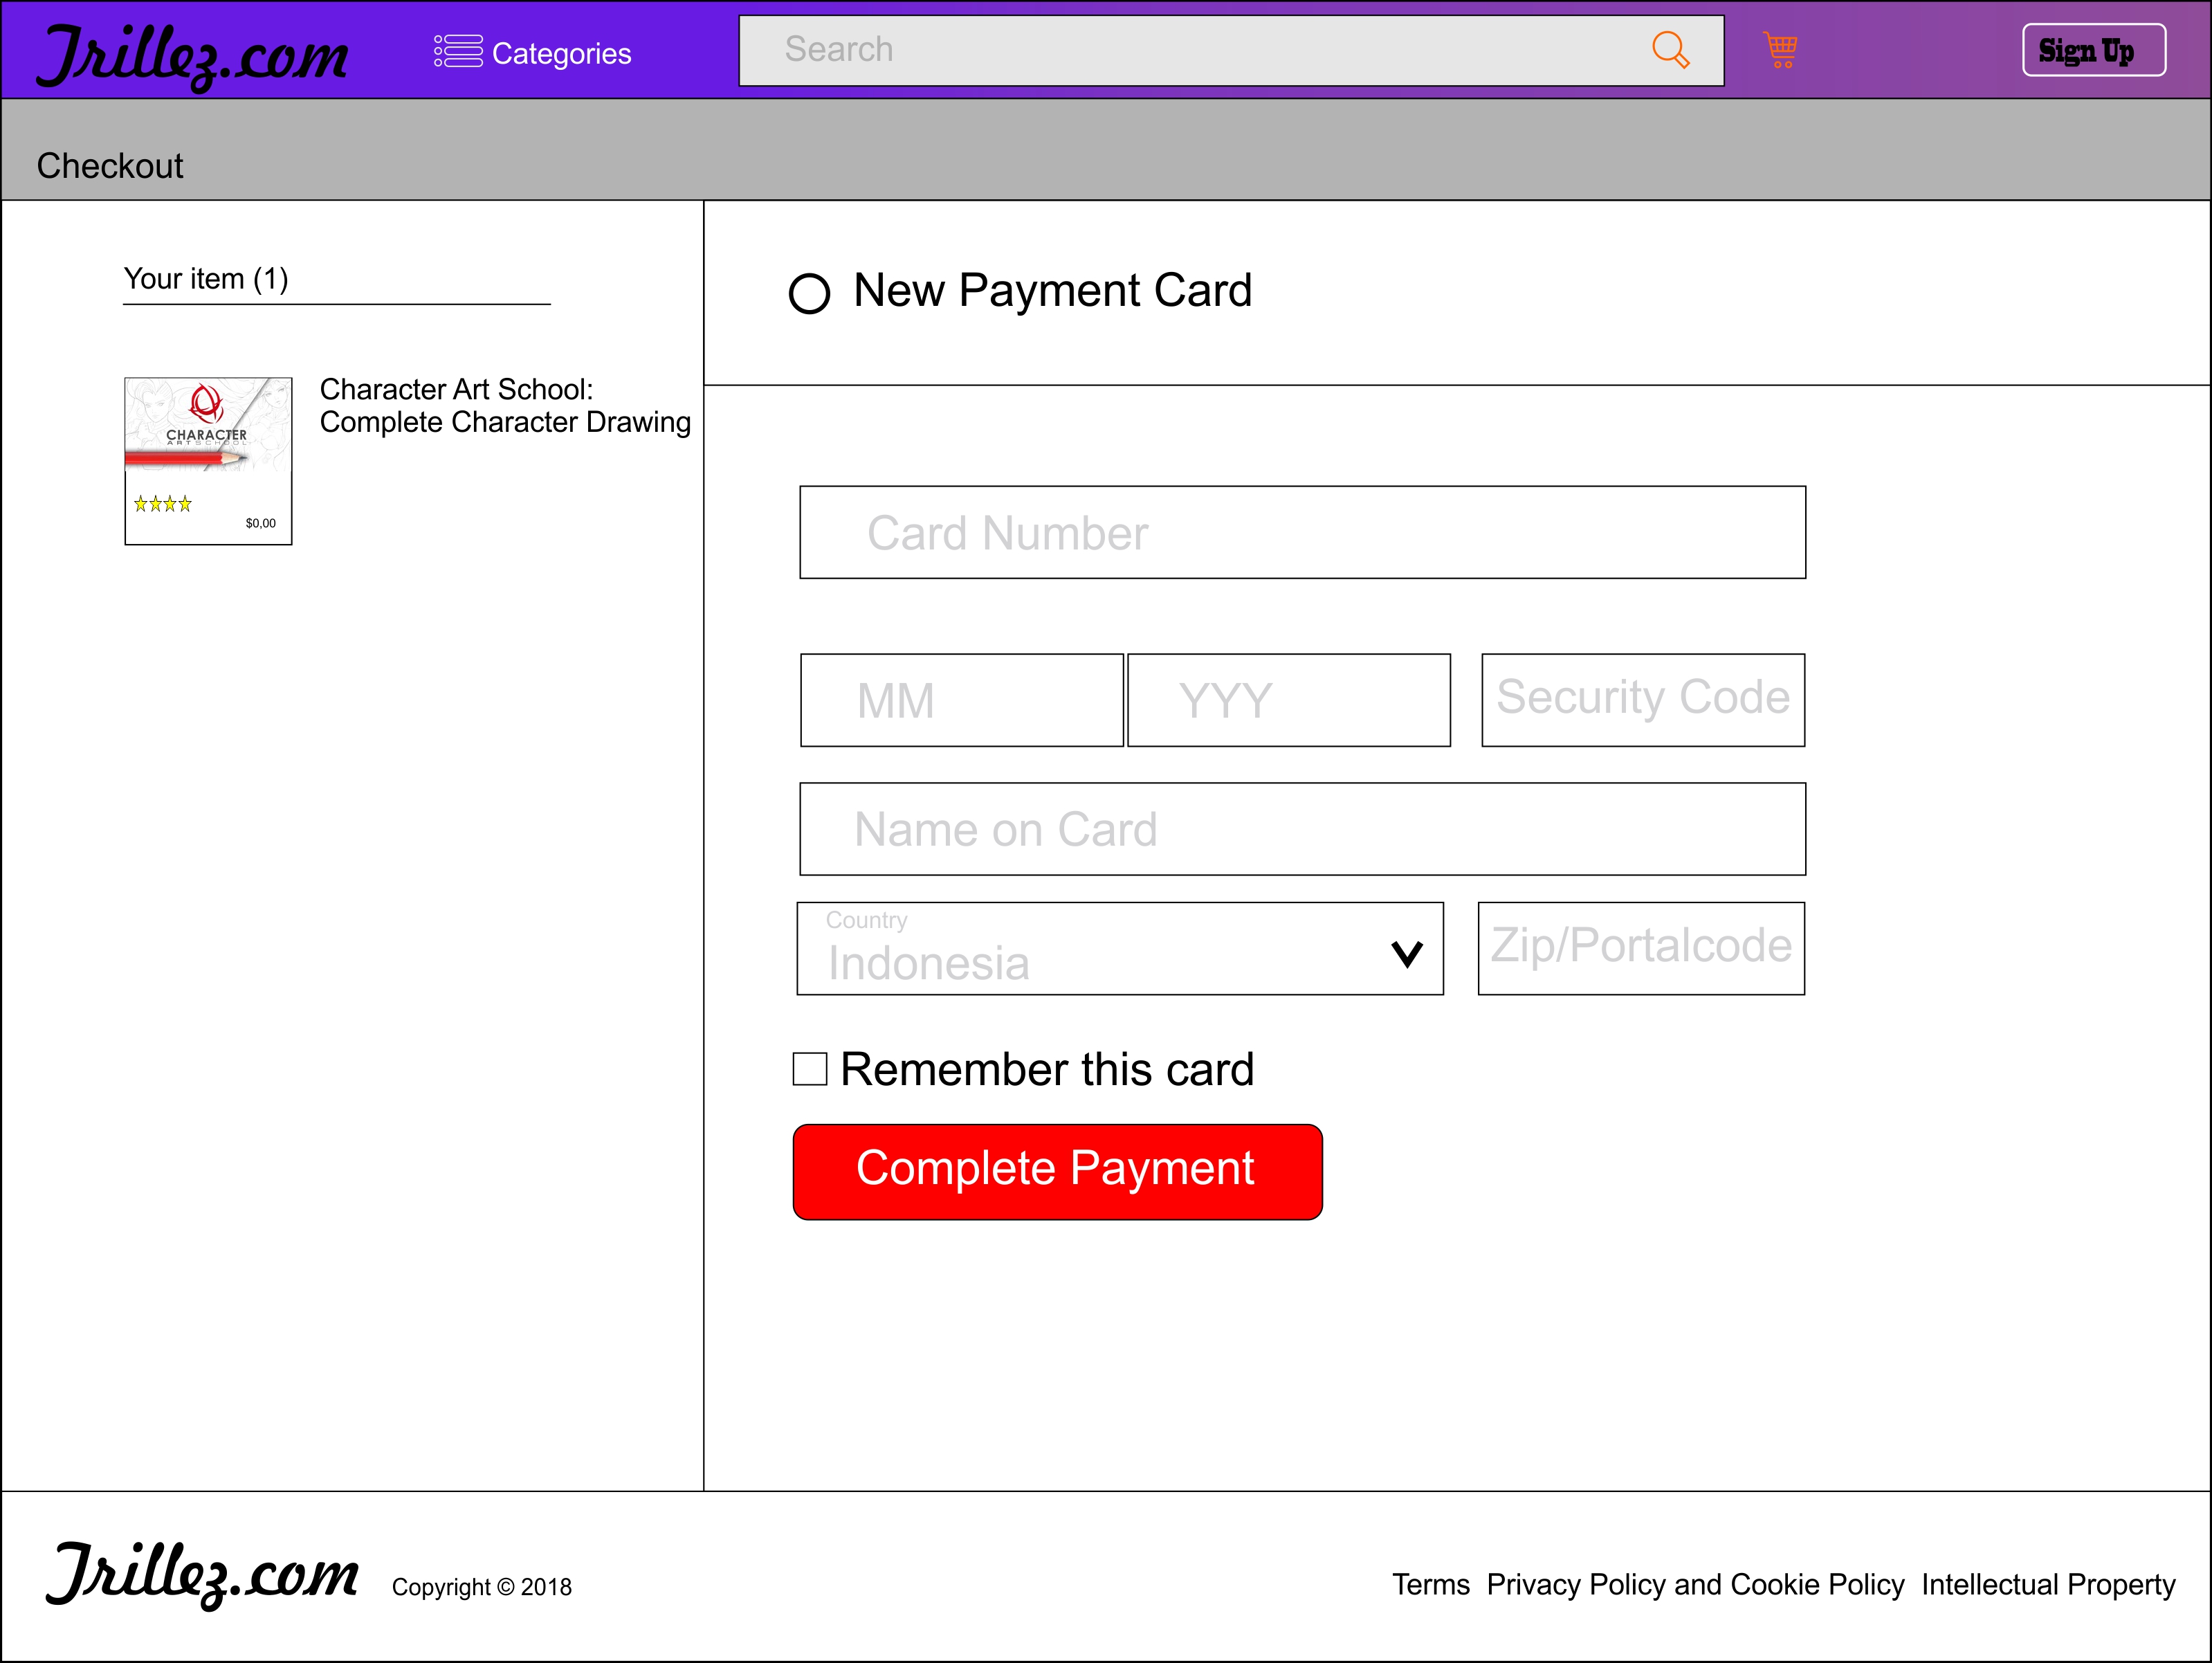 Trillez.com
Categories
Search
Sign Up
Checkout
Your item (1)
CHARACTER
ART SCHOOL
$0,00
Character Art School:
Complete Character Drawing
New Payment Card
Card Number
MM
YYY
Security Code
Name on Card
Country
Indonesia
Zip/Portalcode
Remember this card
Complete Payment
Trillez.com
Copyright © 2018
Terms Privacy Policy and Cookie Policy Intellectual Property